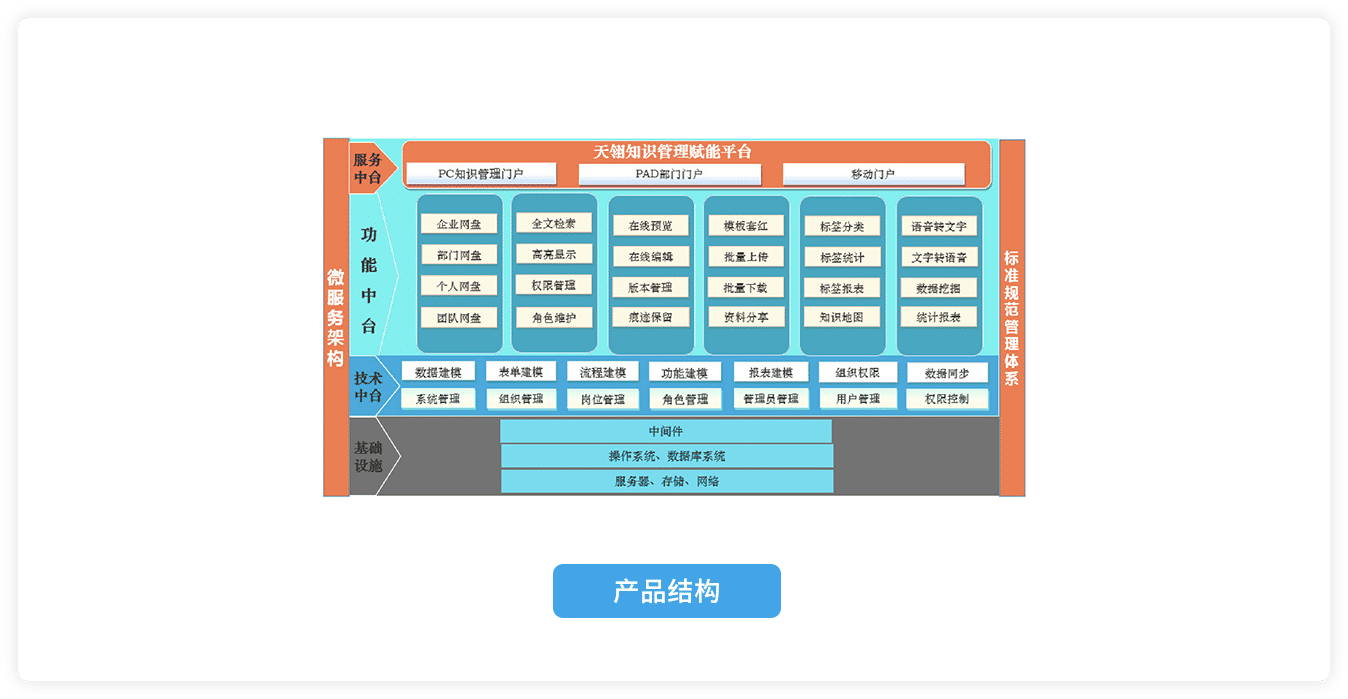 天翎知识管理赋能平台
服务
中台
PC知识管理门户
PAD部门门户
移动门户
微服务架构
标准规范管理体系
功能中台
企业网盘
全文检索
在线预览
模板套红
标签分类
语音转文字
部门网盘
高亮显示
在线编辑
批量上传
标签统计
文字转语音
个人网盘
权限管理
版本管理
批量下载
标签报表
数据挖掘
团队网盘
角色维护
痕迹保留
资料分享
知识地图
统计报表
技术
中台
数据建模
表单建模
流程建模
功能建模
报表建模
组织权限
数据同步
系统管理
组织管理
岗位管理
角色管理
管理员管理
用户管理
权限控制
基础
设施
中间件
操作系统、数据库系统
服务器、存储、网络
产品结构